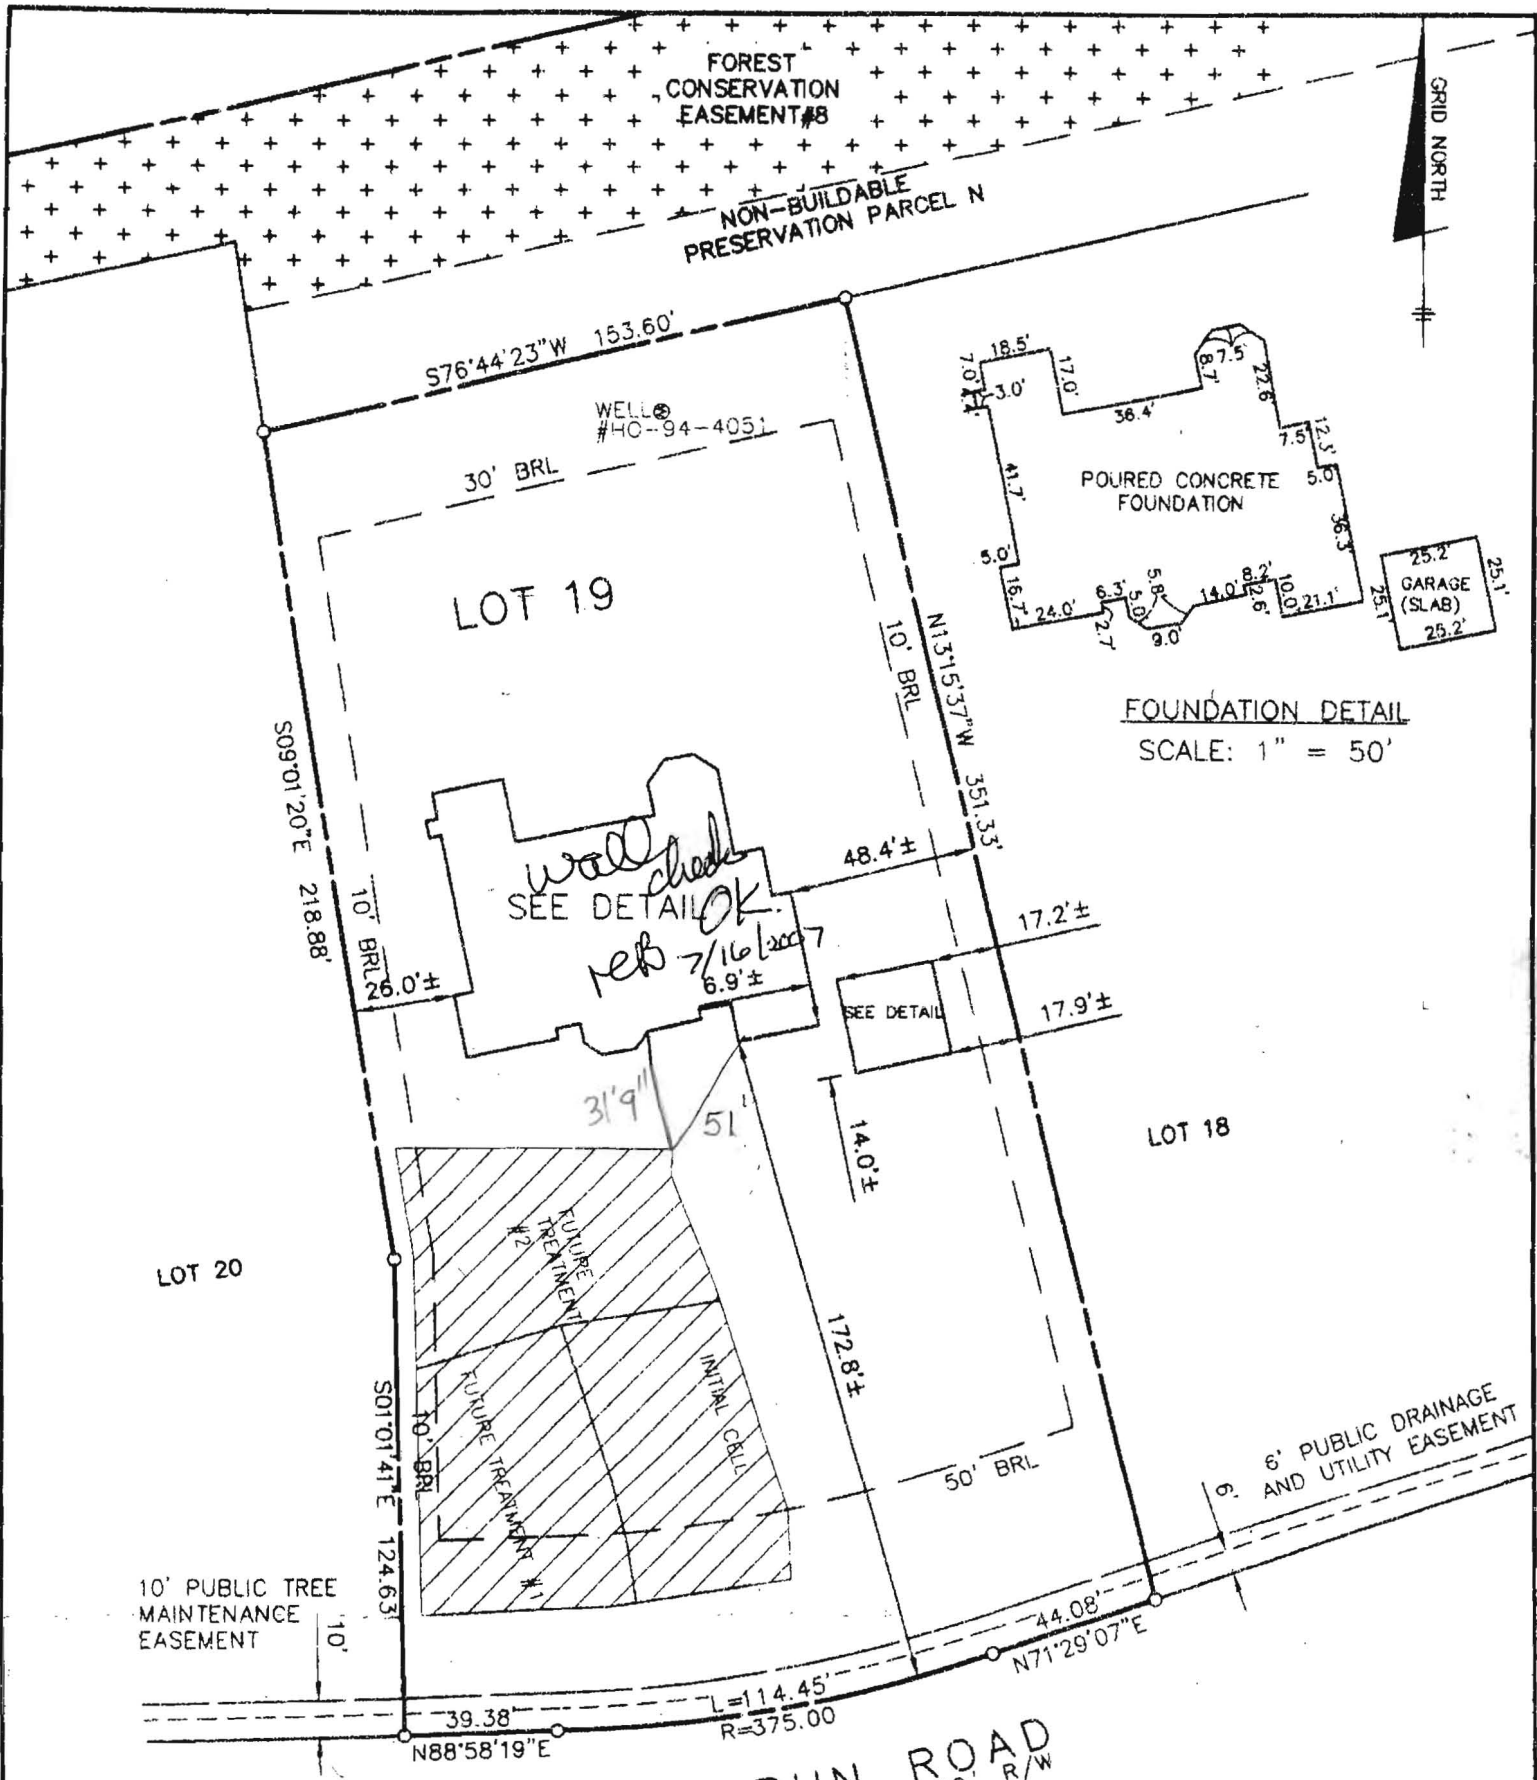 FOREST
CONSERVATION
EASEMENT#8
GRID NORTH
NON-BUILDABLE
PRESERVATION PARCEL N
S76°44'23"W 153.60'
WELL
#HO-94-4051
30' BRL
LOT 19
18.5'
7.0'
3.0'
17.0'
36.4'
8.7'
7.5'
22.6'
7.5'
12.3'
5.0'
41.7'
POURED CONCRETE
FOUNDATION
36.3'
5.0'
16.7'
24.0'
6.3'
2.7'
5.0'
5.8'
9.0'
14.0'
8.2'
2.6'
10.0'
21.1'
25.2'
25.1'
GARAGE
(SLAB)
25.1'
25.2'
FOUNDATION DETAIL
SCALE: 1" = 50'
10' BRL
N13°15'37"W 351.33'
S09°01'20"E 218.88'
10' BRL
wall check
SEE DETAIL OK.
7/16/2007
48.4'±
17.2'±
26.0'±
6.9'±
SEE DETAIL
17.9'±
31'9"
51'
14.0'±
LOT 18
LOT 20
FUTURE
TREATMENT
#2
172.8'±
INITIAL CELL
FUTURE TREATMENT #1
S01°01'41"E 124.63'
10' BRL
50' BRL
6' PUBLIC DRAINAGE
AND UTILITY EASEMENT
6'
10' PUBLIC TREE
MAINTENANCE
EASEMENT
10'
44.08'
N71°29'07"E
L=114.45'
R=375.00
39.38'
N88°58'19"E
ROAD
R/W